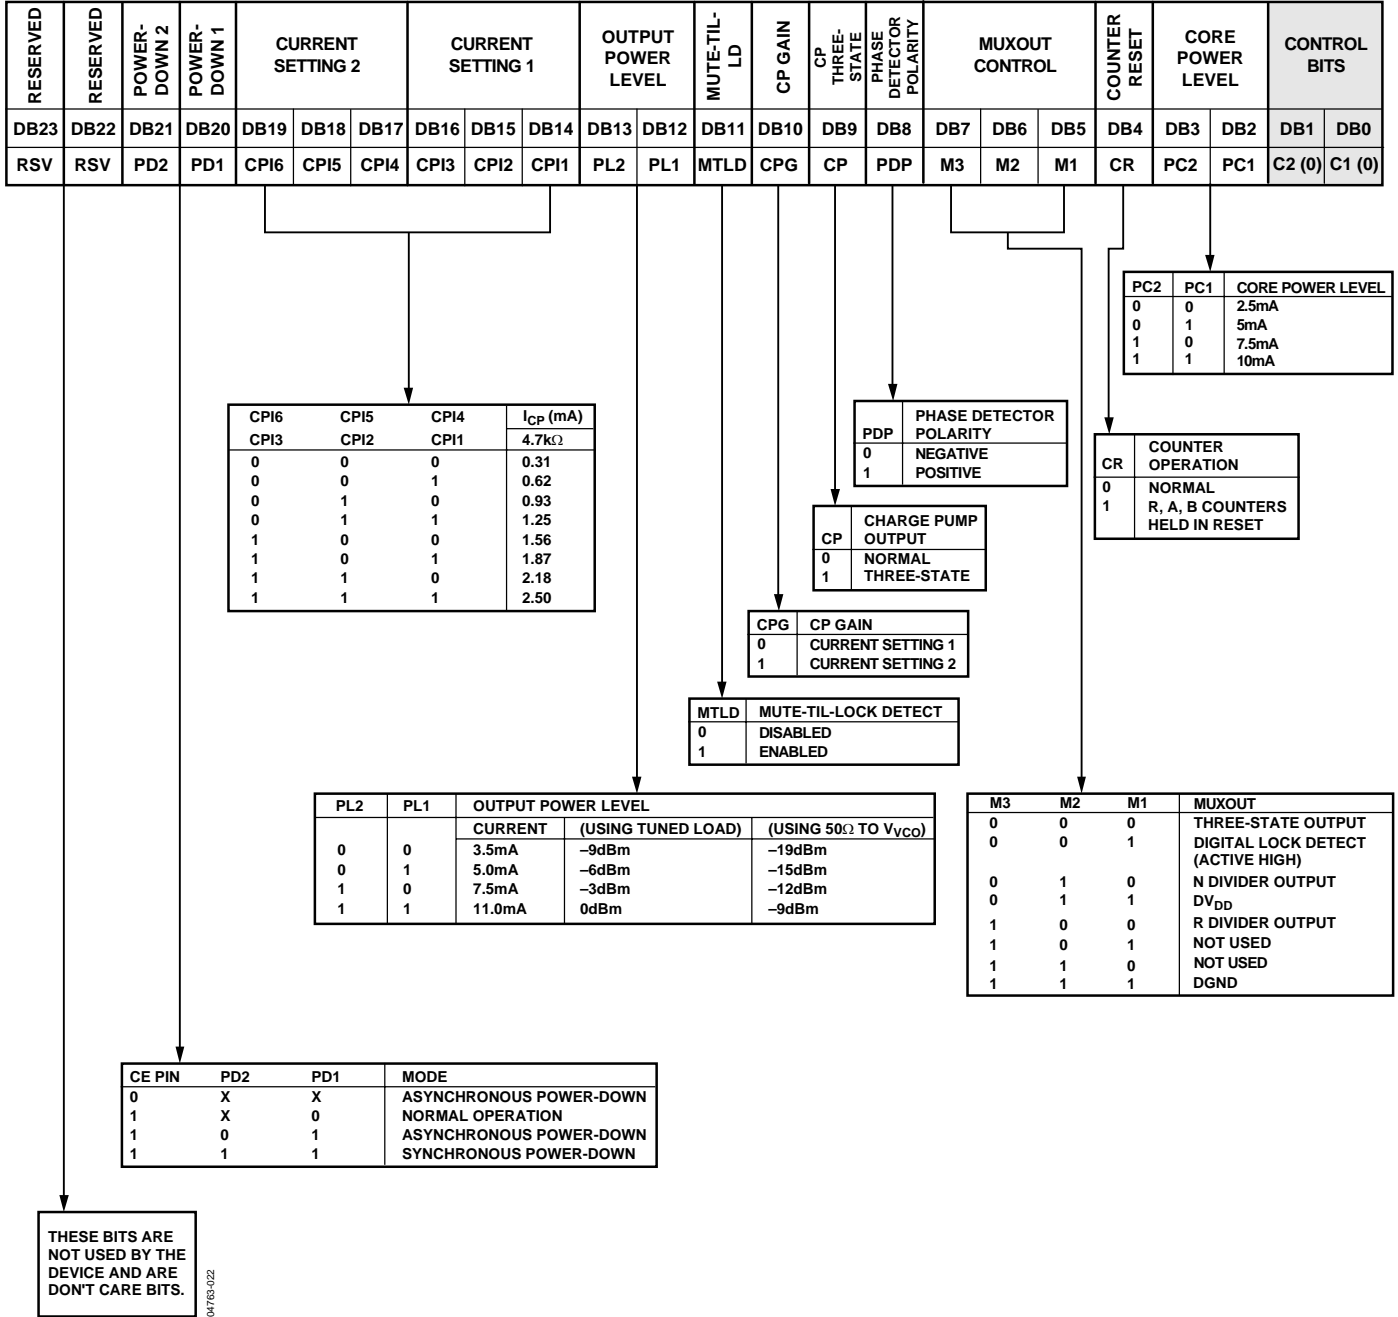 RESERVED RESERVED POWER-DOWN 2 POWER-DOWN 1 CURRENT SETTING 2 CURRENT SETTING 1 OUTPUT POWER LEVEL MUTE-TIL-LD CP GAIN CP THREE-STATE PHASE DETECTOR POLARITY MUXOUT CONTROL COUNTER RESET CORE POWER LEVEL CONTROL BITS
DB23 DB22 DB21 DB20 DB19 DB18 DB17 DB16 DB15 DB14 DB13 DB12 DB11 DB10 DB9 DB8 DB7 DB6 DB5 DB4 DB3 DB2 DB1 DB0
RSV RSV PD2 PD1 CPI6 CPI5 CPI4 CPI3 CPI2 CPI1 PL2 PL1 MTLD CPG CP PDP M3 M2 M1 CR PC2 PC1 C2 (0) C1 (0)
PC2 PC1 CORE POWER LEVEL
0 0 2.5mA
0 1 5mA
1 0 7.5mA
1 1 10mA
CPI6 CPI5 CPI4 ICP (mA)
CPI3 CPI2 CPI1 4.7kΩ
0 0 0 0.31
0 0 1 0.62
0 1 0 0.93
0 1 1 1.25
1 0 0 1.56
1 0 1 1.87
1 1 0 2.18
1 1 1 2.50
PHASE DETECTOR
PDP POLARITY
0 NEGATIVE
1 POSITIVE
COUNTER
CR OPERATION
0 NORMAL
1 R, A, B COUNTERS
HELD IN RESET
CHARGE PUMP
CP OUTPUT
0 NORMAL
1 THREE-STATE
CPG CP GAIN
0 CURRENT SETTING 1
1 CURRENT SETTING 2
MTLD MUTE-TIL-LOCK DETECT
0 DISABLED
1 ENABLED
PL2 PL1 OUTPUT POWER LEVEL
CURRENT (USING TUNED LOAD) (USING 50Ω TO VVCO)
0 0 3.5mA –9dBm –19dBm
0 1 5.0mA –6dBm –15dBm
1 0 7.5mA –3dBm –12dBm
1 1 11.0mA 0dBm –9dBm
M3 M2 M1 MUXOUT
0 0 0 THREE-STATE OUTPUT
0 0 1 DIGITAL LOCK DETECT
(ACTIVE HIGH)
0 1 0 N DIVIDER OUTPUT
0 1 1 DVDD
1 0 0 R DIVIDER OUTPUT
1 0 1 NOT USED
1 1 0 NOT USED
1 1 1 DGND
CE PIN PD2 PD1 MODE
0 X X ASYNCHRONOUS POWER-DOWN
1 X 0 NORMAL OPERATION
1 0 1 ASYNCHRONOUS POWER-DOWN
1 1 1 SYNCHRONOUS POWER-DOWN
THESE BITS ARE
NOT USED BY THE
DEVICE AND ARE
DON'T CARE BITS.
04763-022